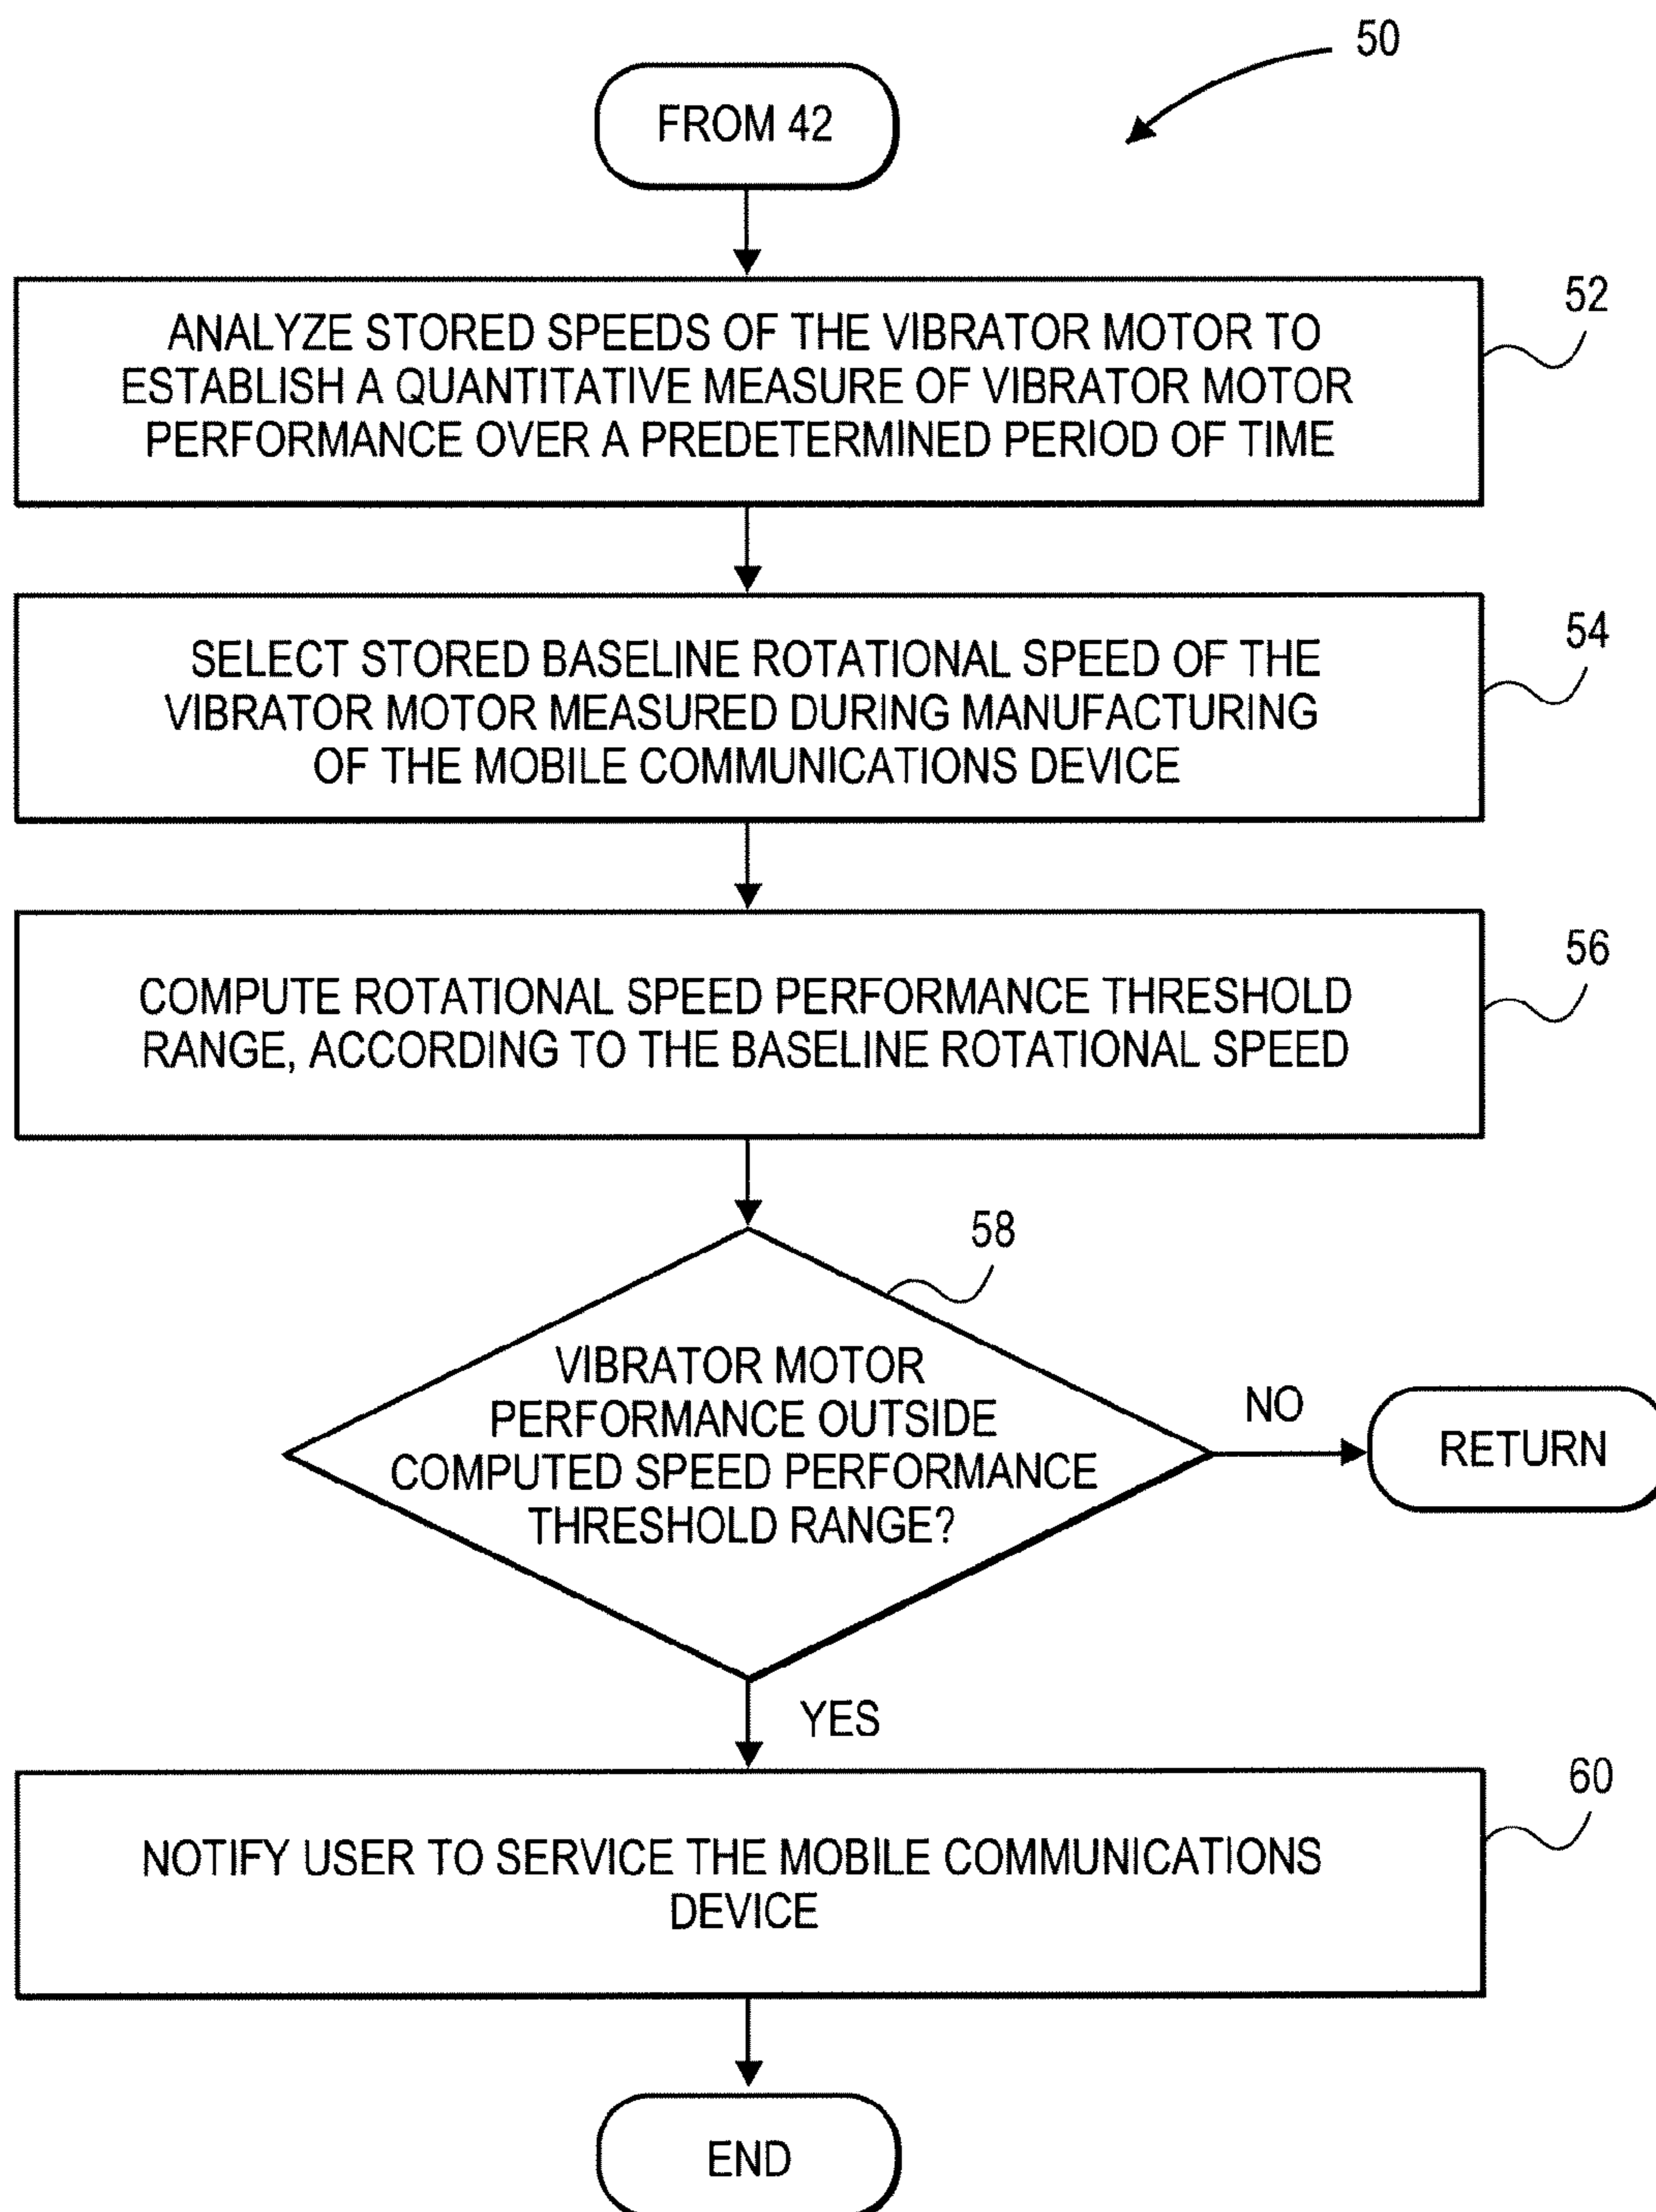 50
FROM 42
52
ANALYZE STORED SPEEDS OF THE VIBRATOR MOTOR TO
ESTABLISH A QUANTITATIVE MEASURE OF VIBRATOR MOTOR
PERFORMANCE OVER A PREDETERMINED PERIOD OF TIME
54
SELECT STORED BASELINE ROTATIONAL SPEED OF THE
VIBRATOR MOTOR MEASURED DURING MANUFACTURING
OF THE MOBILE COMMUNICATIONS DEVICE
56
COMPUTE ROTATIONAL SPEED PERFORMANCE THRESHOLD
RANGE, ACCORDING TO THE BASELINE ROTATIONAL SPEED
58
VIBRATOR MOTOR
PERFORMANCE OUTSIDE
COMPUTED SPEED PERFORMANCE
THRESHOLD RANGE?
NO
RETURN
YES
60
NOTIFY USER TO SERVICE THE MOBILE COMMUNICATIONS
DEVICE
END